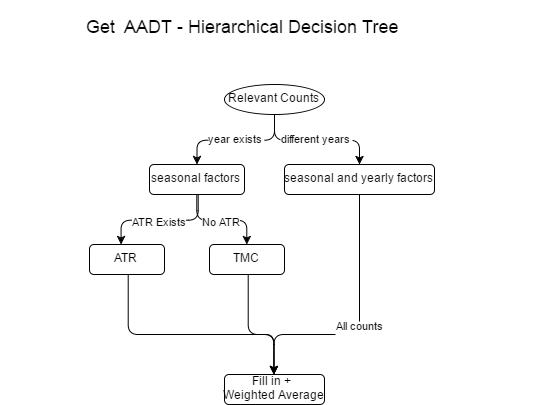 Get  AADT - Hierarchical Decision Tree
Relevant Counts
year exists
different years
seasonal factors
seasonal and yearly factors
ATR Exists
No ATR
ATR
TMC
All counts
Fill in +
Weighted Average